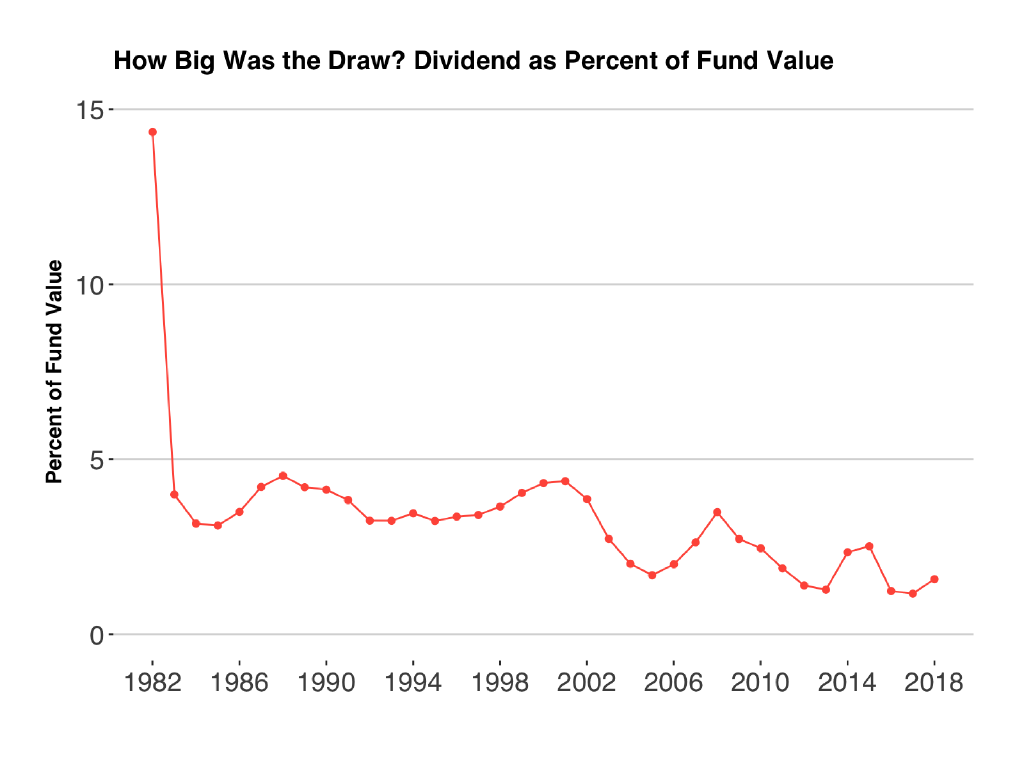 How Big Was the Draw? Dividend as Percent of Fund Value
Percent of Fund Value
15
10
5
0
1982 1986 1990 1994 1998 2002 2006 2010 2014 2018